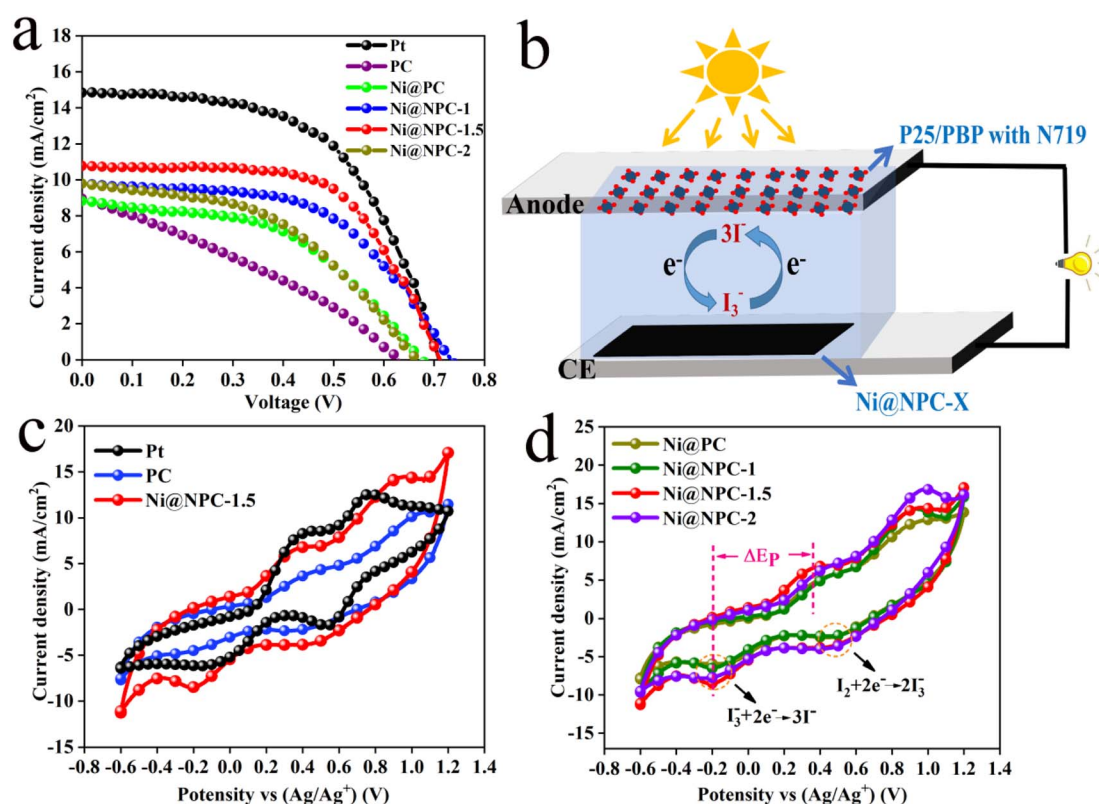 a
Pt
PC
Ni@PC
Ni@NPC-1
Ni@NPC-1.5
Ni@NPC-2
18
16
14
12
10
8
6
4
2
0
Current density (mA/cm²)
0.0 0.1 0.2 0.3 0.4 0.5 0.6 0.7 0.8
Voltage (V)
b
P25/PBP with N719
Anode
3I⁻
e⁻ e⁻
I₃⁻
CE
Ni@NPC-X
c
Pt
PC
Ni@NPC-1.5
20
15
10
5
0
-5
-10
-15
Current density (mA/cm²)
-0.8 -0.6 -0.4 -0.2 0.0 0.2 0.4 0.6 0.8 1.0 1.2 1.4
Potensity vs (Ag/Ag⁺) (V)
d
Ni@PC
Ni@NPC-1
Ni@NPC-1.5
Ni@NPC-2
25
20
15
10
5
0
-5
-10
-15
Current density (mA/cm²)
ΔEP
I₂+2e⁻→2I₃⁻
I₃⁻+2e⁻→3I⁻
-0.8 -0.6 -0.4 -0.2 0.0 0.2 0.4 0.6 0.8 1.0 1.2 1.4
Potensity vs (Ag/Ag⁺) (V)